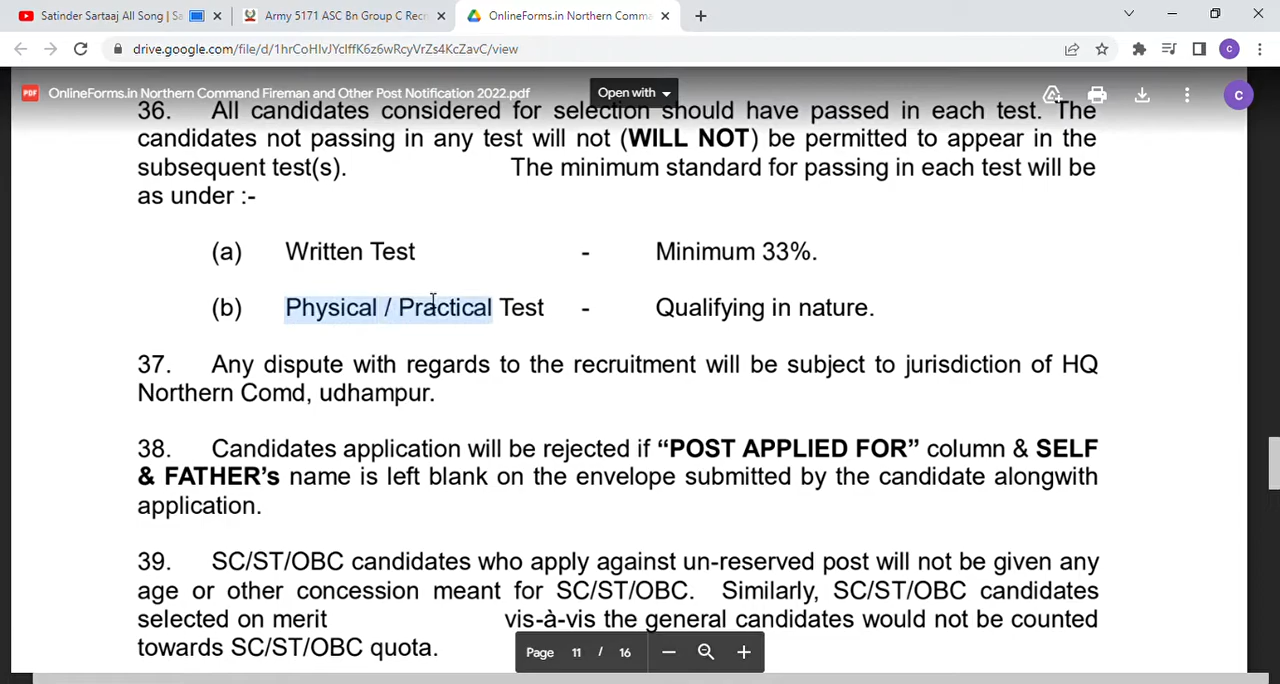 Satinder Sartaaj All Song | Sa
Army 5171 ASC Bn Group C Recr
OnlineForms.in Northern Comma
drive.google.com/file/d/1hrCoHIvJYclffK6z6wRcyVrZs4KcZavC/view
C
PDF OnlineForms.in Northern Command Fireman and Other Post Notification 2022.pdf
Open with
C
36. All candidates considered for selection should have passed in each test. The
candidates not passing in any test will not (WILL NOT) be permitted to appear in the
subsequent test(s). The minimum standard for passing in each test will be
as under :-
(a) Written Test - Minimum 33%.
(b) Physical / Practical Test - Qualifying in nature.
37. Any dispute with regards to the recruitment will be subject to jurisdiction of HQ
Northern Comd, udhampur.
38. Candidates application will be rejected if “POST APPLIED FOR” column & SELF
& FATHER’s name is left blank on the envelope submitted by the candidate alongwith
application.
39. SC/ST/OBC candidates who apply against un-reserved post will not be given any
age or other concession meant for SC/ST/OBC. Similarly, SC/ST/OBC candidates
selected on merit vis-à-vis the general candidates would not be counted
towards SC/ST/OBC quota.
Page 11 / 16